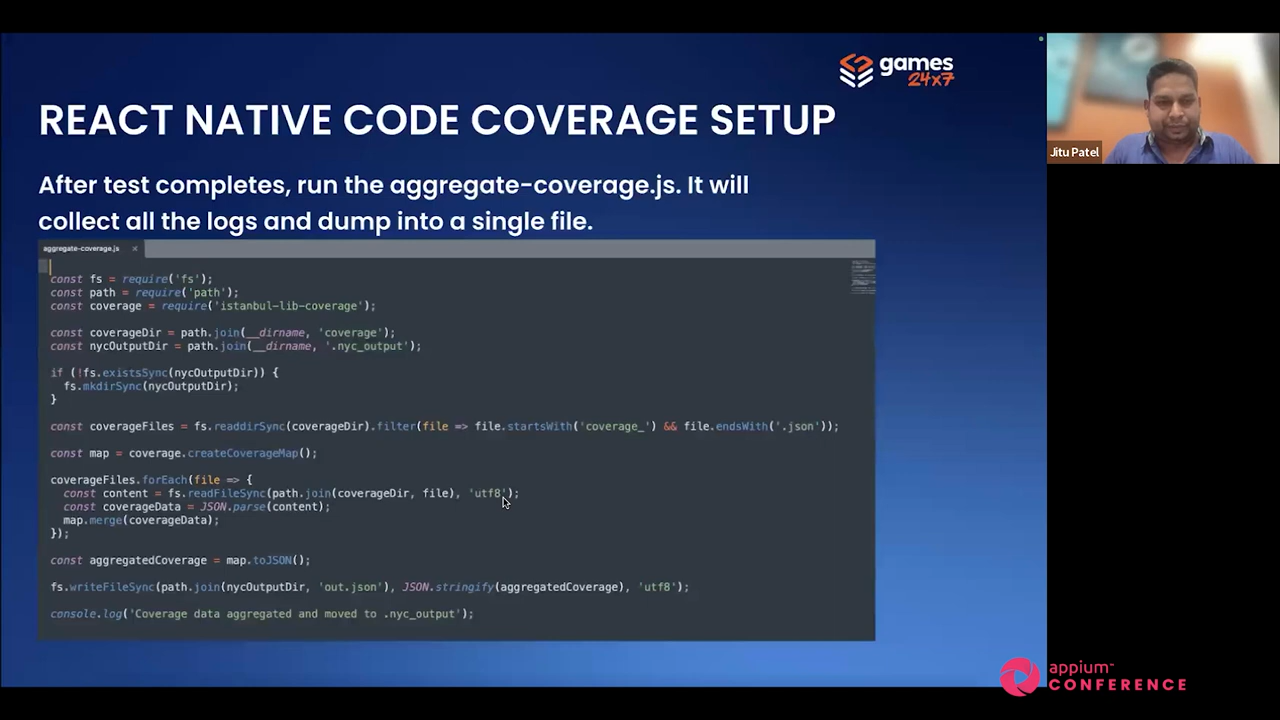 games
24x7
REACT NATIVE CODE COVERAGE SETUP
After test completes, run the aggregate-coverage.js. It will
collect all the logs and dump into a single file.
aggregate-coverage.js ×
const fs = require('fs');
const path = require('path');
const coverage = require('istanbul-lib-coverage');
const coverageDir = path.join(__dirname, 'coverage');
const nycOutputDir = path.join(__dirname, '.nyc_output');
if (!fs.existsSync(nycOutputDir)) {
  fs.mkdirSync(nycOutputDir);
}
const coverageFiles = fs.readdirSync(coverageDir).filter(file => file.startsWith('coverage_') && file.endsWith('.json'));
const map = coverage.createCoverageMap();
coverageFiles.forEach(file => {
  const content = fs.readFileSync(path.join(coverageDir, file), 'utf8');
  const coverageData = JSON.parse(content);
  map.merge(coverageData);
});
const aggregatedCoverage = map.toJSON();
fs.writeFileSync(path.join(nycOutputDir, 'out.json'), JSON.stringify(aggregatedCoverage), 'utf8');
console.log('Coverage data aggregated and moved to .nyc_output');
Jitu Patel
appium™
CONFERENCE